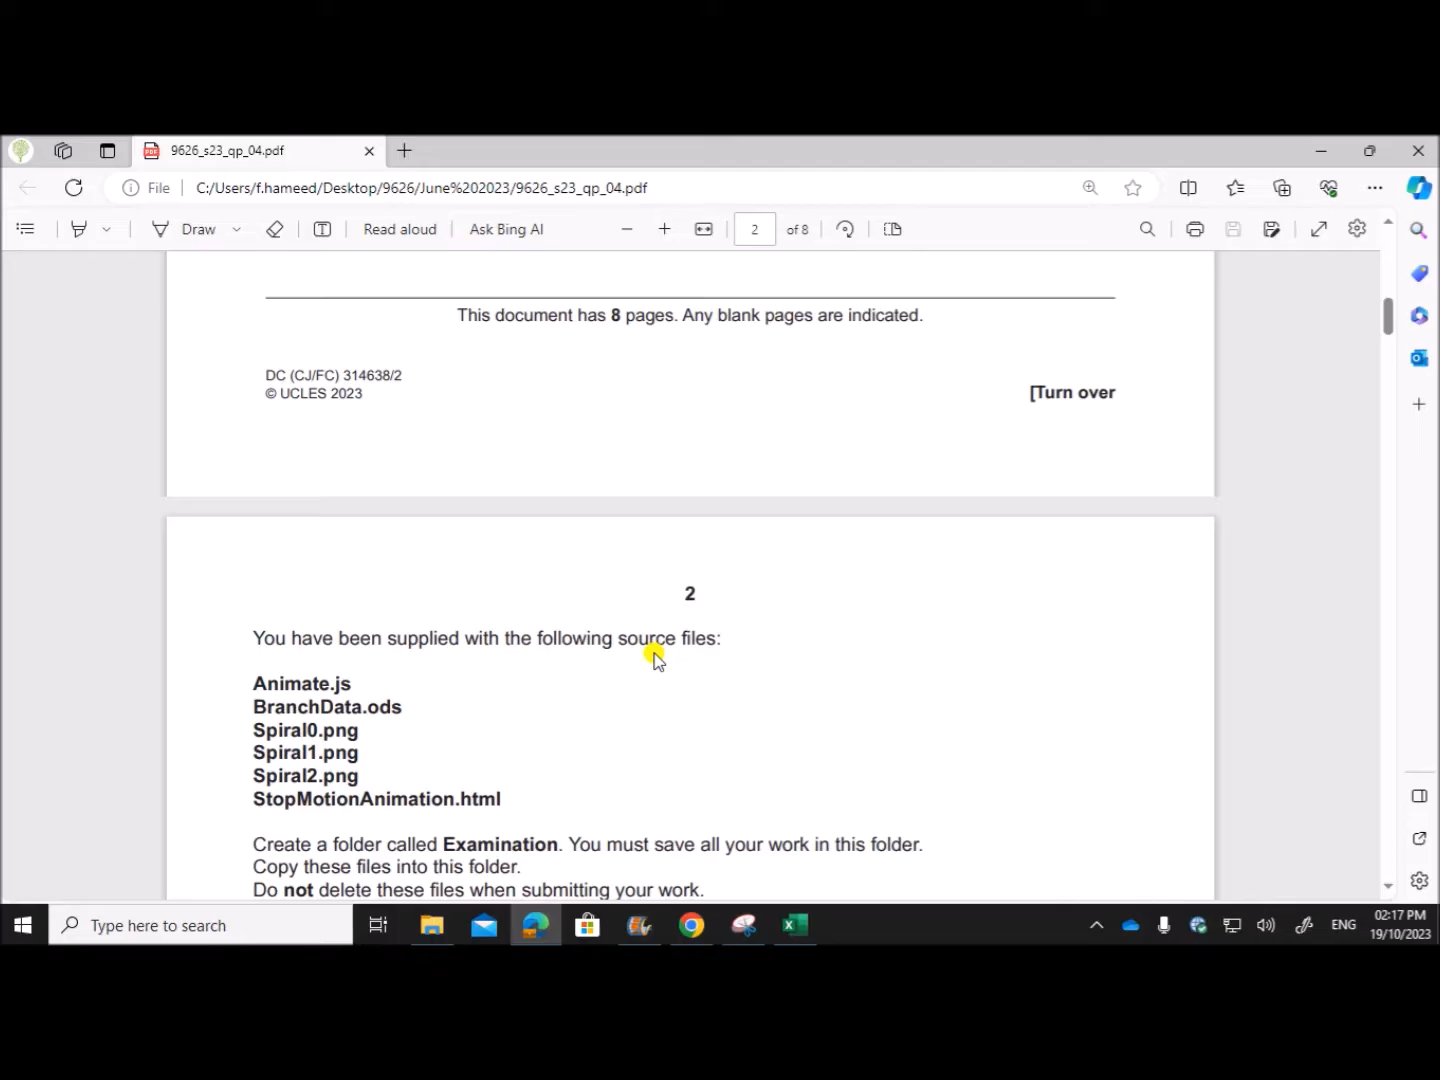 9626_s23_qp_04.pdf
File
C:/Users/f.hameed/Desktop/9626/June%202023/9626_s23_qp_04.pdf
Draw
Read aloud
Ask Bing AI
2
of 8
This document has 8 pages. Any blank pages are indicated.
DC (CJ/FC) 314638/2
© UCLES 2023
[Turn over
2
You have been supplied with the following source files:
Animate.js
BranchData.ods
Spiral0.png
Spiral1.png
Spiral2.png
StopMotionAnimation.html
Create a folder called Examination. You must save all your work in this folder.
Copy these files into this folder.
Do not delete these files when submitting your work.
Type here to search
ENG
02:17 PM
19/10/2023